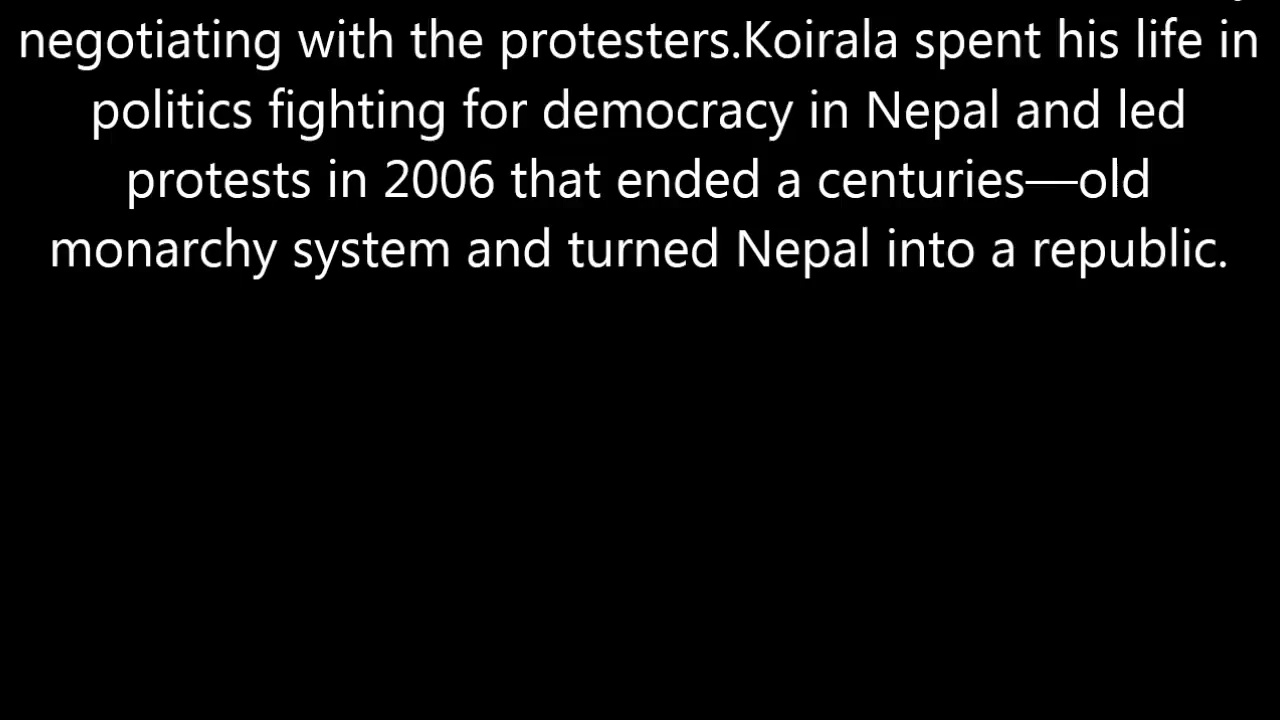 negotiating with the protesters.Koirala spent his life in
politics fighting for democracy in Nepal and led
protests in 2006 that ended a centuries—old
monarchy system and turned Nepal into a republic.